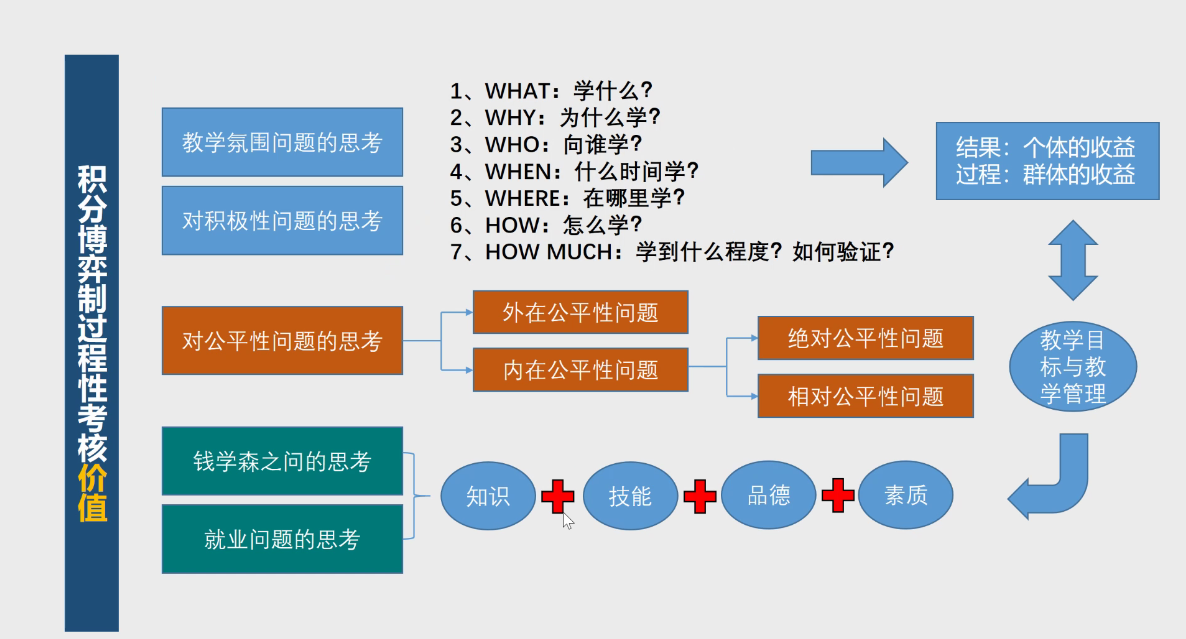 积分博弈制过程性考核价值
教学氛围问题的思考
对积极性问题的思考
1、WHAT：学什么？
2、WHY：为什么学？
3、WHO：向谁学？
4、WHEN：什么时间学？
5、WHERE：在哪里学？
6、HOW：怎么学？
7、HOW MUCH：学到什么程度？如何验证？
结果：个体的收益
过程：群体的收益
对公平性问题的思考
外在公平性问题
内在公平性问题
绝对公平性问题
相对公平性问题
教学目
标与教
学管理
钱学森之问的思考
就业问题的思考
知识
技能
品德
素质